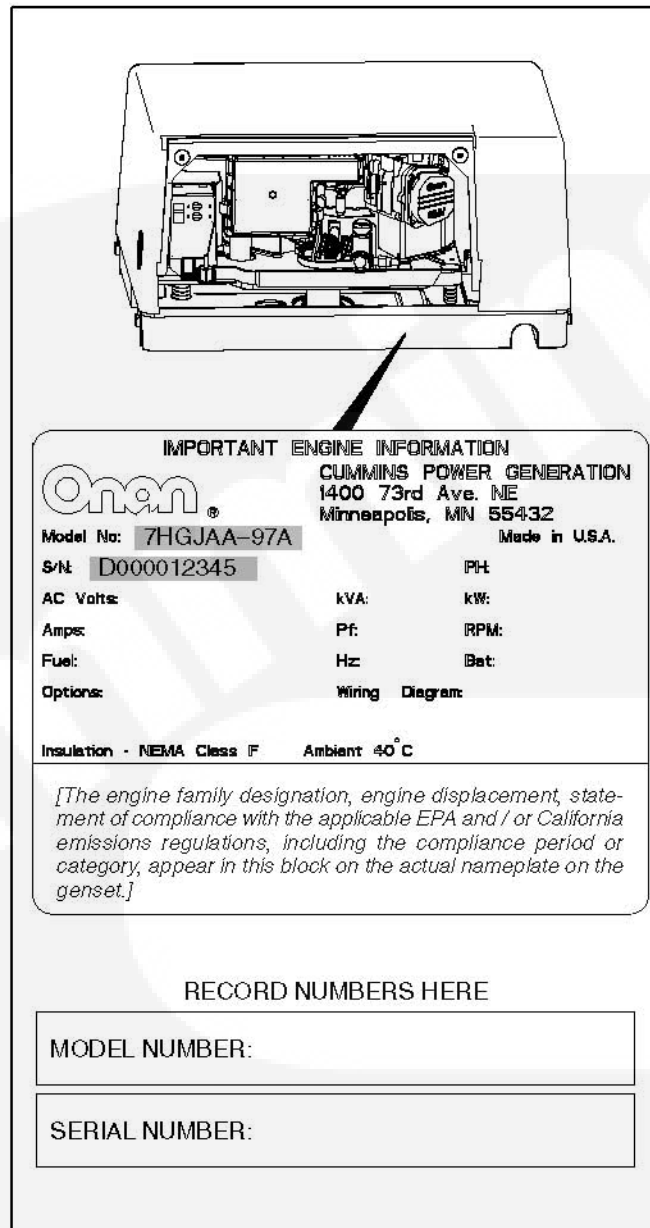 IMPORTANT ENGINE INFORMATION
Onan ®
CUMMINS POWER GENERATION
1400 73rd Ave. NE
Minneapolis, MN 55432
Model No: 7HGJAA-97A
Made in U.S.A.
S/N: D000012345
PH:
AC Volts:
kVA:
kW:
Amps:
Pf:
RPM:
Fuel:
Hz:
Bat:
Options:
Wiring Diagram:
Insulation - NEMA Class F Ambient 40°C
[The engine family designation, engine displacement, state-
ment of compliance with the applicable EPA and / or California
emissions regulations, including the compliance period or
category, appear in this block on the actual nameplate on the
genset.]
RECORD NUMBERS HERE
MODEL NUMBER:
SERIAL NUMBER: